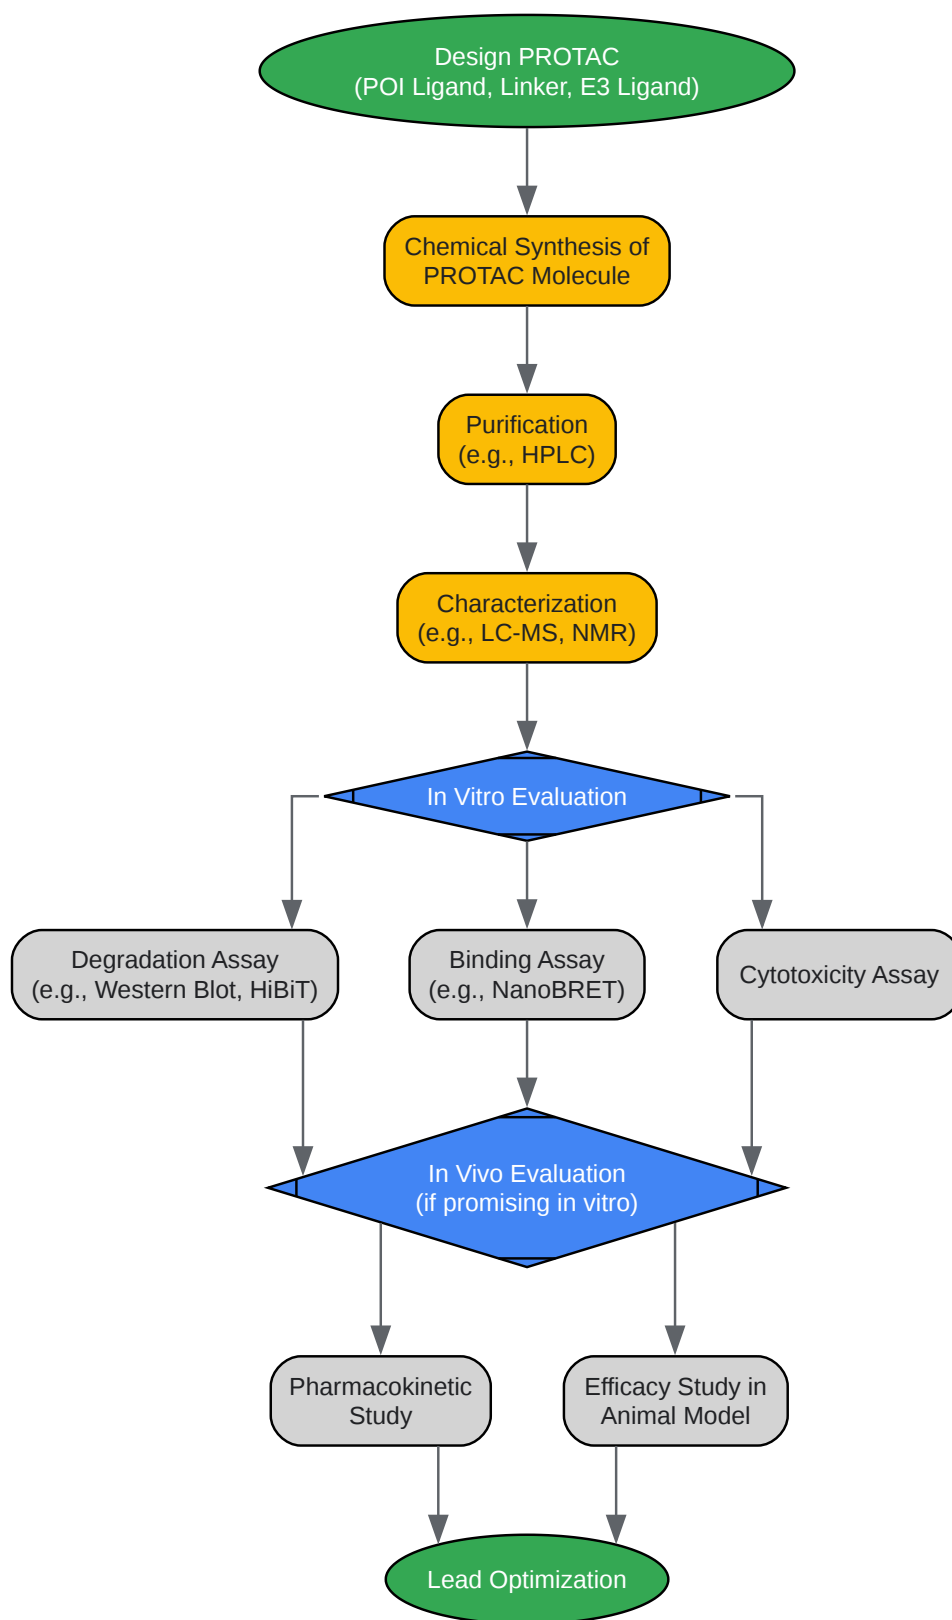 Design PROTAC
(POI Ligand, Linker, E3 Ligand)
Chemical Synthesis of
PROTAC Molecule
Purification
(e.g., HPLC)
Characterization
(e.g., LC-MS, NMR)
In Vitro Evaluation
Degradation Assay
(e.g., Western Blot, HiBiT)
Binding Assay
(e.g., NanoBRET)
Cytotoxicity Assay
In Vivo Evaluation
(if promising in vitro)
Pharmacokinetic
Study
Efficacy Study in
Animal Model
Lead Optimization